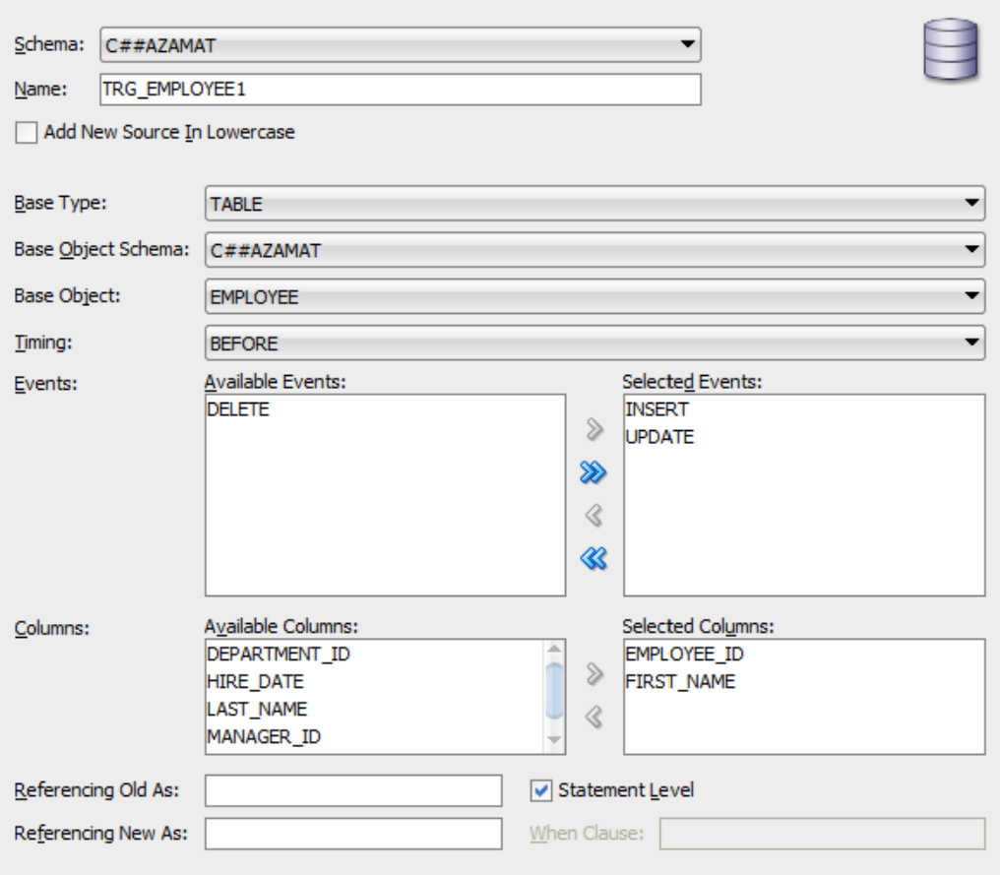 Schema: C##AZAMAT
Name: TRG_EMPLOYEE1
Add New Source In Lowercase
Base Type: TABLE
Base Object Schema: C##AZAMAT
Base Object: EMPLOYEE
Timing: BEFORE
Events: Available Events: Selected Events:
DELETE INSERT
UPDATE
Columns: Available Columns: Selected Columns:
DEPARTMENT_ID EMPLOYEE_ID
HIRE_DATE FIRST_NAME
LAST_NAME
MANAGER_ID
Referencing Old As: Statement Level
Referencing New As: When Clause: